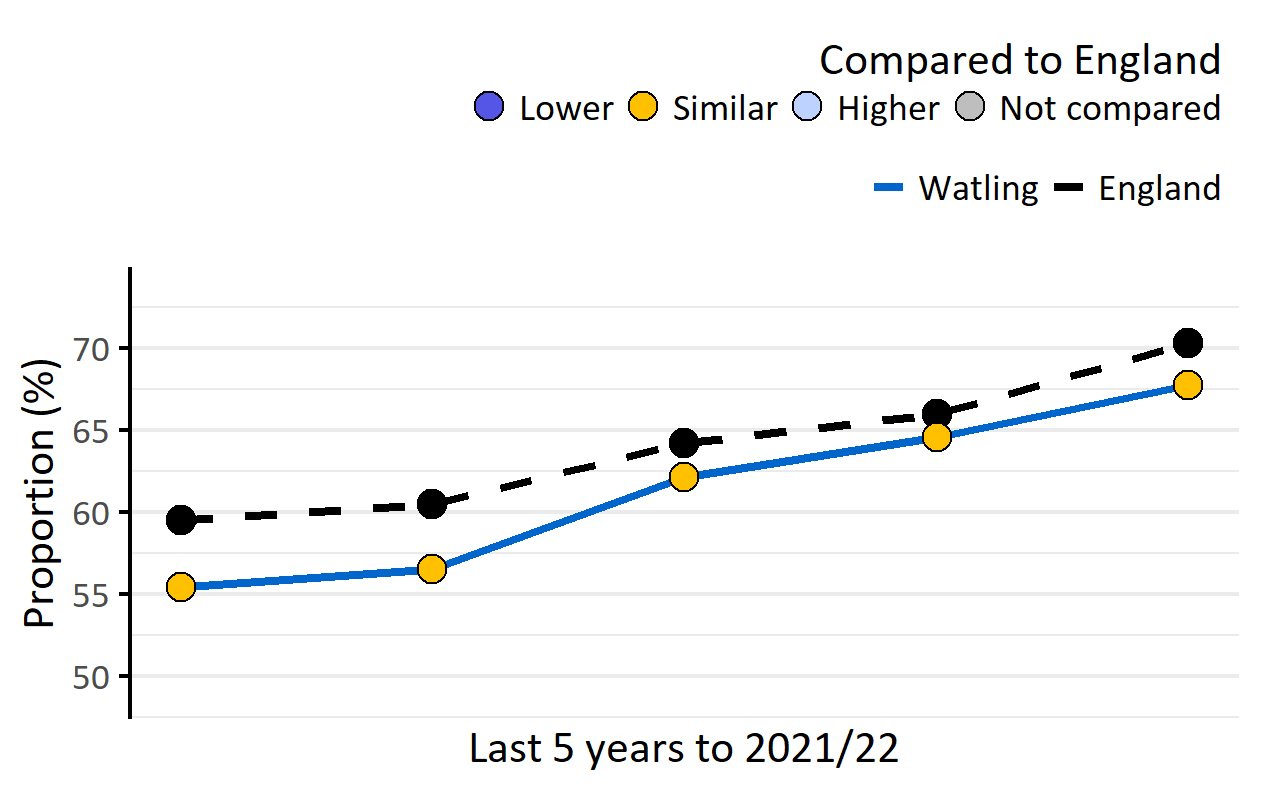 Compared to England
Lower Similar Higher Not compared
Watling England
Proportion (%)
70
65
60
55
50
Last 5 years to 2021/22